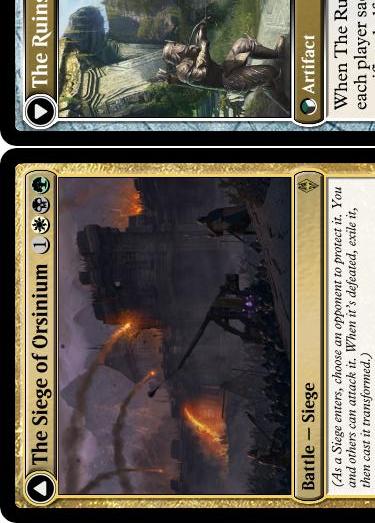 The Ruins
Artifact
When The Ru
each player sac
The Siege of Orsinium 1
Battle — Siege
(As a Siege enters, choose an opponent to protect it. You
and others can attack it. When it's defeated, exile it,
then cast it transformed.)